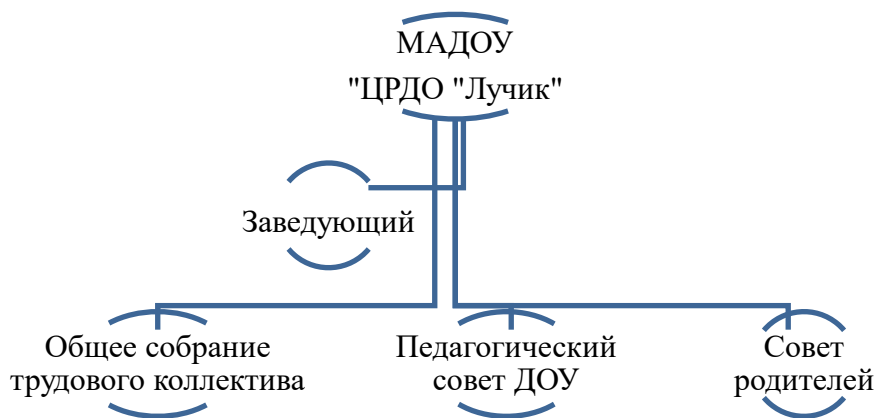 МАДОУ
"ЦРДО "Лучик"
Заведующий
Общее собрание
трудового коллектива
Педагогический
совет ДОУ
Совет
родителей